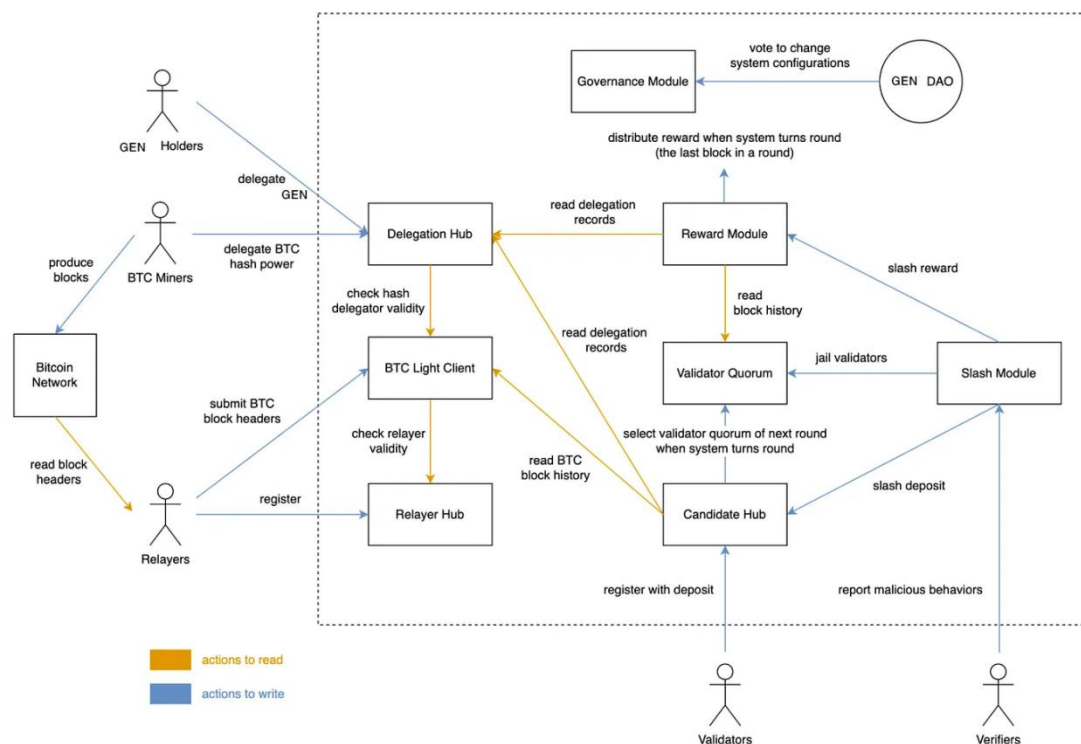 vote to change
system configurations
Governance Module
GEN DAO
GEN Holders
distribute reward when system turns round
(the last block in a round)
delegate
GEN
read delegation
records
Delegation Hub
Reward Module
BTC Miners
delegate BTC
hash power
produce
blocks
slash reward
check hash
delegator validity
read
block history
read delegation
records
Bitcoin
Network
BTC Light Client
Validator Quorum
jail validators
Slash Module
submit BTC
block headers
check relayer
validity
select validator quorum of next round
when system turns round
read block
headers
read BTC
block history
slash deposit
register
Relayer Hub
Candidate Hub
Relayers
register with deposit
report malicious behaviors
actions to read
actions to write
Validators
Verifiers